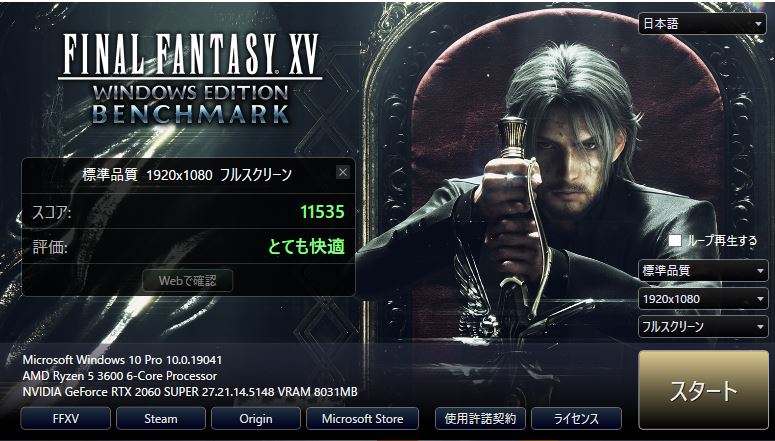 FINAL FANTASY XV
WINDOWS EDITION
BENCHMARK
日本語
標準品質 1920x1080 フルスクリーン
スコア: 11535
評価: とても快適
Webで確認
ループ再生する
標準品質
1920x1080
フルスクリーン
Microsoft Windows 10 Pro 10.0.19041
AMD Ryzen 5 3600 6-Core Processor
NVIDIA GeForce RTX 2060 SUPER 27.21.14.5148 VRAM 8031MB
スタート
FFXV Steam Origin Microsoft Store 使用許諾契約 ライセンス